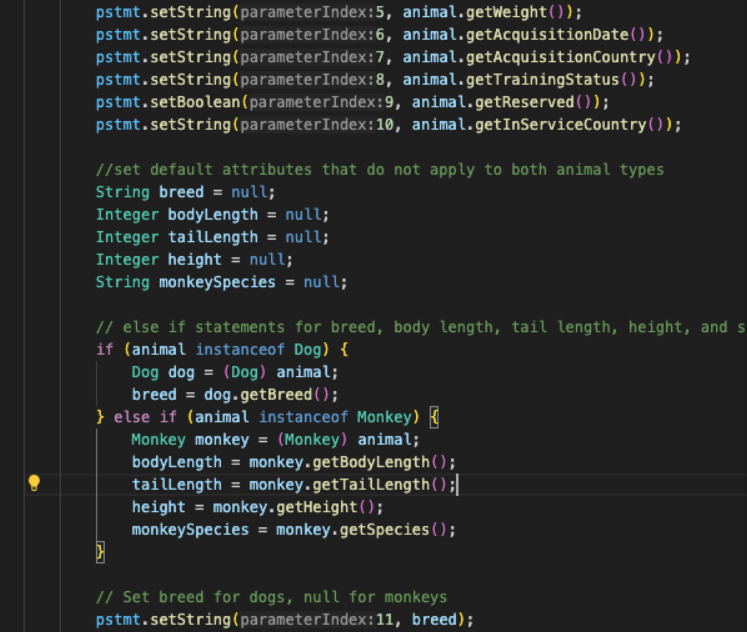 pstmt.setString(parameterIndex:5, animal.getWeight());
pstmt.setString(parameterIndex:6, animal.getAcquisitionDate());
pstmt.setString(parameterIndex:7, animal.getAcquisitionCountry());
pstmt.setString(parameterIndex:8, animal.getTrainingStatus());
pstmt.setBoolean(parameterIndex:9, animal.getReserved());
pstmt.setString(parameterIndex:10, animal.getInServiceCountry());
//set default attributes that do not apply to both animal types
String breed = null;
Integer bodyLength = null;
Integer tailLength = null;
Integer height = null;
String monkeySpecies = null;
// else if statements for breed, body length, tail length, height, and s
if (animal instanceof Dog) {
Dog dog = (Dog) animal;
breed = dog.getBreed();
} else if (animal instanceof Monkey) {
Monkey monkey = (Monkey) animal;
bodyLength = monkey.getBodyLength();
tailLength = monkey.getTailLength();
height = monkey.getHeight();
monkeySpecies = monkey.getSpecies();
}
// Set breed for dogs, null for monkeys
pstmt.setString(parameterIndex:11, breed);